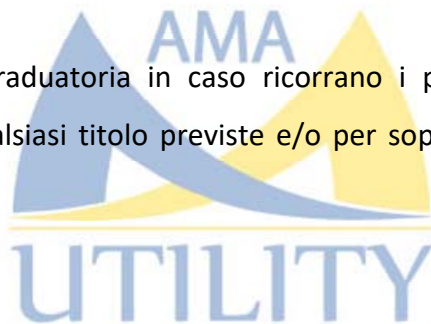 AMA
raduatoria in caso ricorrano i p
alsiasi titolo previste e/o per sop
UTILITY